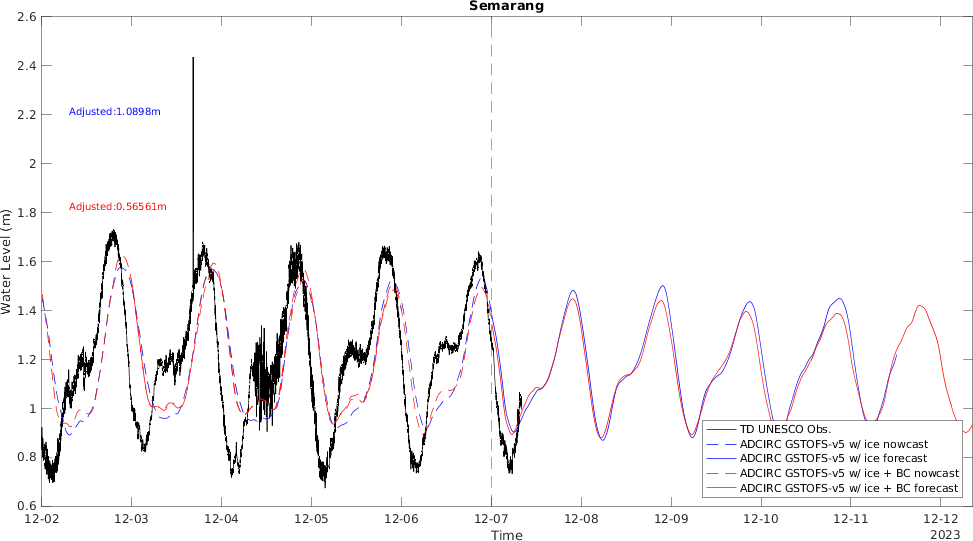 Semarang
2.6
2.4
2.2
2
1.8
1.6
1.4
1.2
1
0.8
0.6
Water Level (m)
Adjusted:1.0898m
Adjusted:0.56561m
TD UNESCO Obs.
ADCIRC GSTOFS-v5 w/ ice nowcast
ADCIRC GSTOFS-v5 w/ ice forecast
ADCIRC GSTOFS-v5 w/ ice + BC nowcast
ADCIRC GSTOFS-v5 w/ ice + BC forecast
12-02 12-03 12-04 12-05 12-06 12-07 12-08 12-09 12-10 12-11 12-12
2023
Time